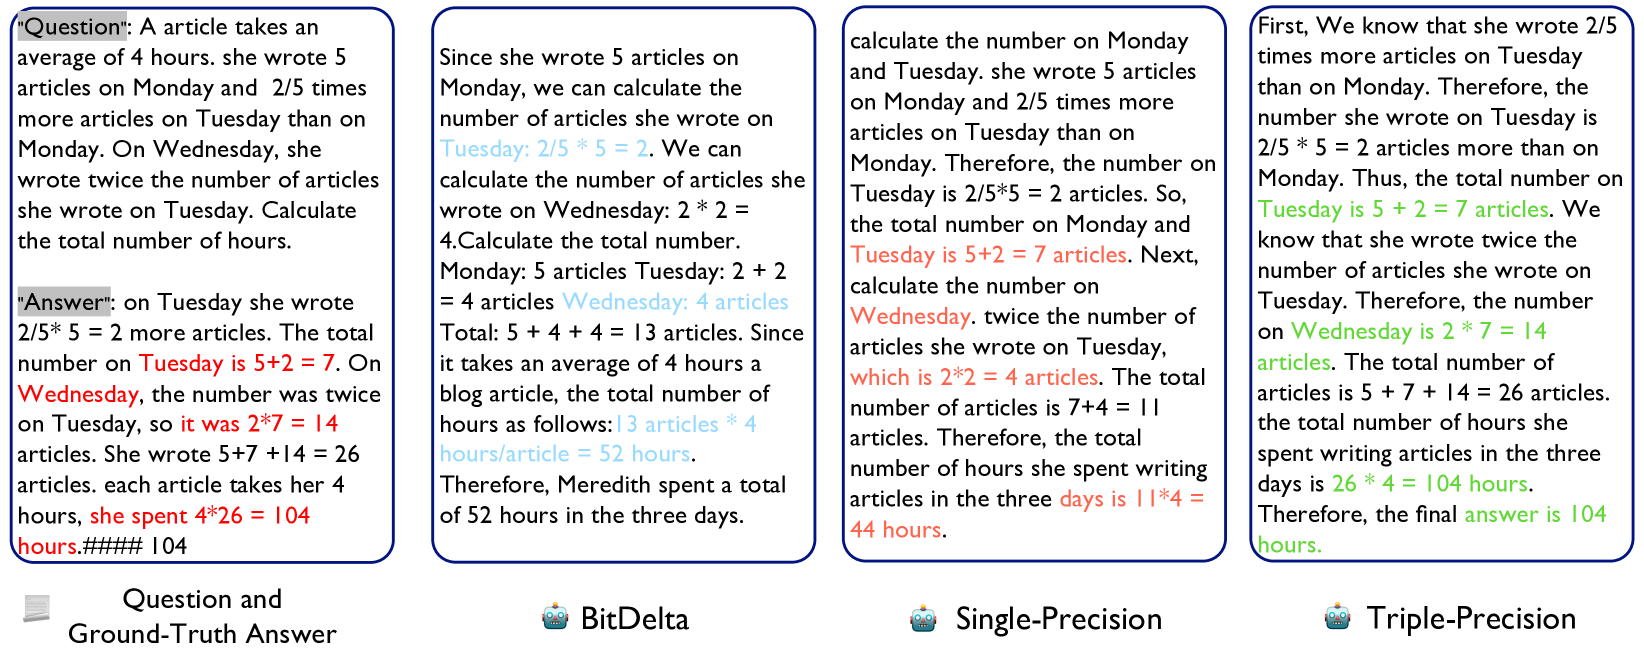 "Question": A article takes an
average of 4 hours. she wrote 5
articles on Monday and 2/5 times
more articles on Tuesday than on
Monday. On Wednesday, she
wrote twice the number of articles
she wrote on Tuesday. Calculate
the total number of hours.
"Answer": on Tuesday she wrote
2/5* 5 = 2 more articles. The total
number on Tuesday is 5+2 = 7. On
Wednesday, the number was twice
on Tuesday, so it was 2*7 = 14
articles. She wrote 5+7 +14 = 26
articles. each article takes her 4
hours, she spent 4*26 = 104
hours.#### 104
Question and
Ground-Truth Answer
Since she wrote 5 articles on
Monday, we can calculate the
number of articles she wrote on
Tuesday: 2/5 * 5 = 2. We can
calculate the number of articles she
wrote on Wednesday: 2 * 2 =
4.Calculate the total number.
Monday: 5 articles Tuesday: 2 + 2
= 4 articles Wednesday: 4 articles
Total: 5 + 4 + 4 = 13 articles. Since
it takes an average of 4 hours a
blog article, the total number of
hours as follows:13 articles * 4
hours/article = 52 hours.
Therefore, Meredith spent a total
of 52 hours in the three days.
BitDelta
calculate the number on Monday
and Tuesday. she wrote 5 articles
on Monday and 2/5 times more
articles on Tuesday than on
Monday. Therefore, the number on
Tuesday is 2/5*5 = 2 articles. So,
the total number on Monday and
Tuesday is 5+2 = 7 articles. Next,
calculate the number on
Wednesday. twice the number of
articles she wrote on Tuesday,
which is 2*2 = 4 articles. The total
number of articles is 7+4 = 11
articles. Therefore, the total
number of hours she spent writing
articles in the three days is 11*4 =
44 hours.
Single-Precision
First, We know that she wrote 2/5
times more articles on Tuesday
than on Monday. Therefore, the
number she wrote on Tuesday is
2/5 * 5 = 2 articles more than on
Monday. Thus, the total number on
Tuesday is 5 + 2 = 7 articles. We
know that she wrote twice the
number of articles she wrote on
Tuesday. Therefore, the number
on Wednesday is 2 * 7 = 14
articles. The total number of
articles is 5 + 7 + 14 = 26 articles.
the total number of hours she
spent writing articles in the three
days is 26 * 4 = 104 hours.
Therefore, the final answer is 104
hours.
Triple-Precision